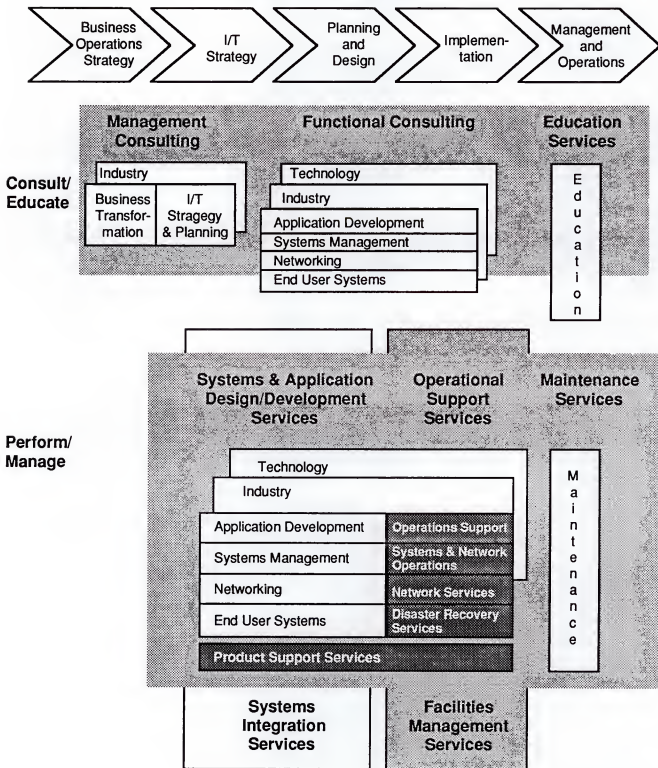 Business
Operations
Strategy
I/T
Strategy
Planning
and
Design
Implemen-
tation
Management
and
Operations
Consult/
Educate
Management
Consulting
Industry
Business
Transfor-
mation
I/T
Stragegy
& Planning
Functional Consulting
Technology
Industry
Application Development
Systems Management
Networking
End User Systems
Education
Services
Education
Perform/
Manage
Systems & Application
Design/Development
Services
Operational
Support
Services
Maintenance
Services
Technology
Industry
Application Development
Operations Support
Systems Management
Systems & Network
Operations
Networking
Network Services
End User Systems
Disaster Recovery
Services
Product Support Services
Maintenance
Systems
Integration
Services
Facilities
Management
Services